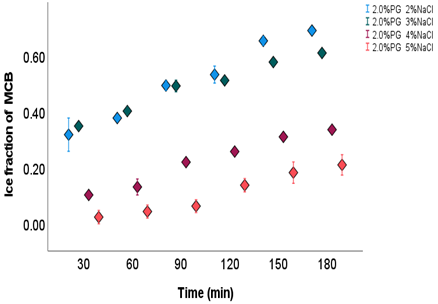 2.0%PG 2%NaCl
2.0%PG 3%NaCl
2.0%PG 4%NaCl
2.0%PG 5%NaCl
Ice fraction of MCB
0.60
0.40
0.20
0.00
30 60 90 120 150 180
Time (min)